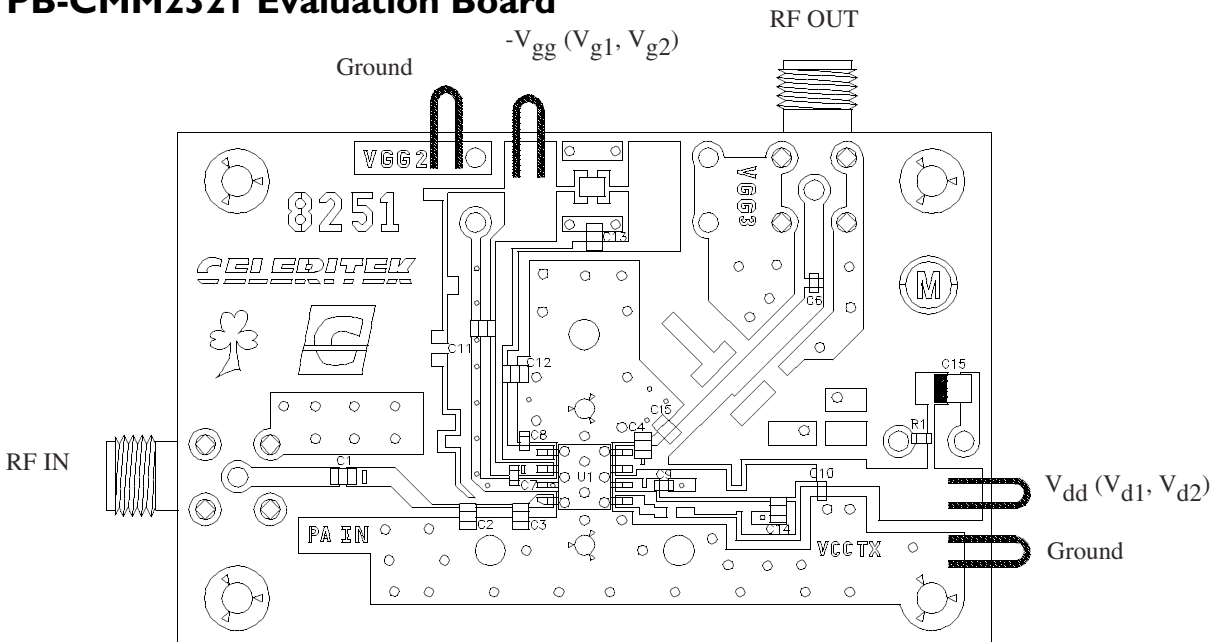 PB-CMM2321 Evaluation Board
RF OUT
-Vgg (Vg1, Vg2)
Ground
VGG2
VGG3
8251
C13
CELERITEK
M
C6
C11
C12
C15
C15
C4
R1
C8
RF IN
C1
U1
C9
C10
C7
Vdd (Vd1, Vd2)
C2
C3
C14
PA IN
VCC TX
Ground